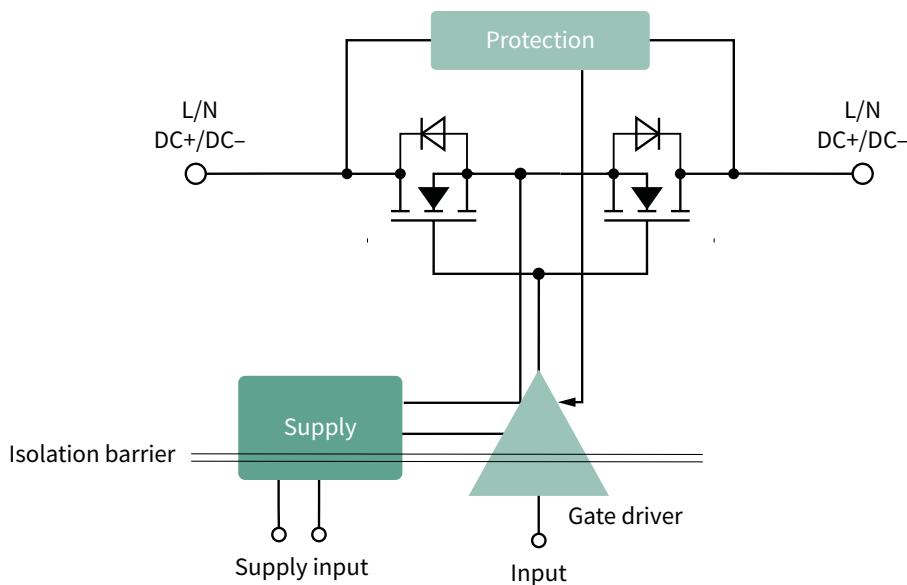 Protection
L/N
DC+/DC–
L/N
DC+/DC–
Supply
Isolation barrier
Gate driver
Supply input
Input